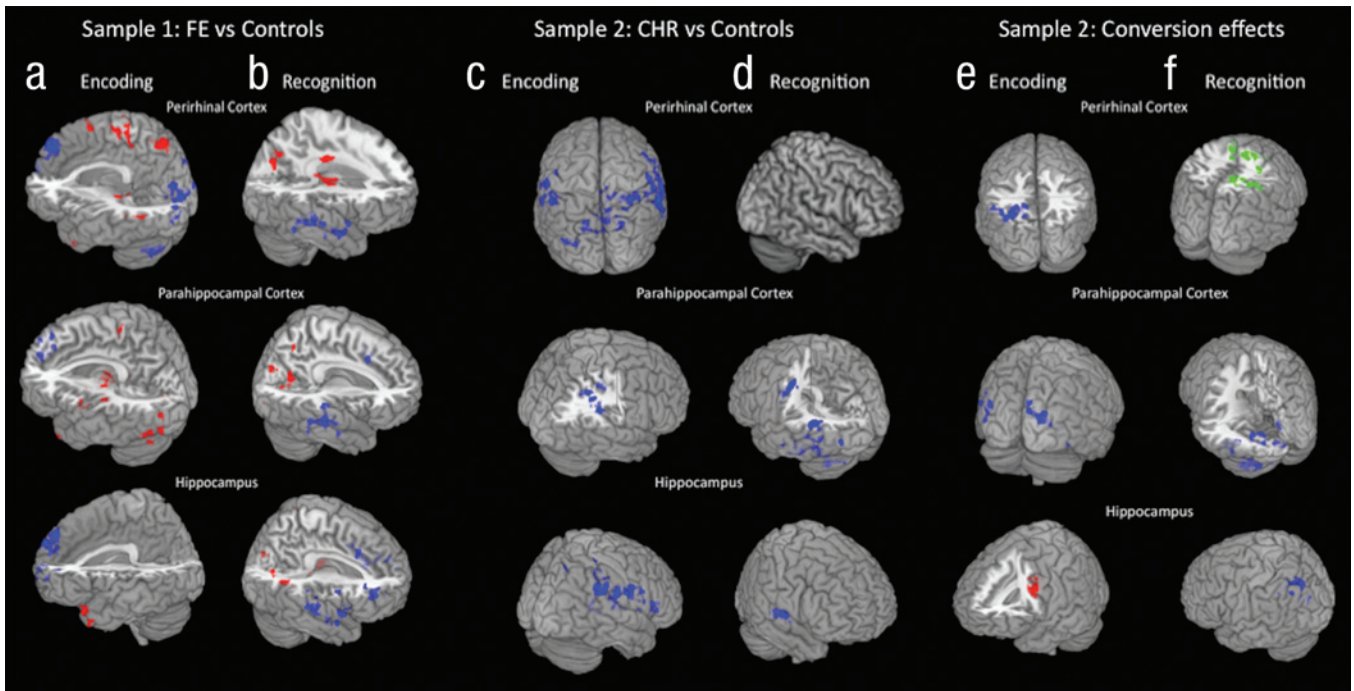 Sample 1: FE vs Controls
Sample 2: CHR vs Controls
Sample 2: Conversion effects
a Encoding b Recognition
c Encoding d Recognition
e Encoding f Recognition
Perirhinal Cortex
Perirhinal Cortex
Perirhinal Cortex
Parahippocampal Cortex
Parahippocampal Cortex
Parahippocampal Cortex
Hippocampus
Hippocampus
Hippocampus